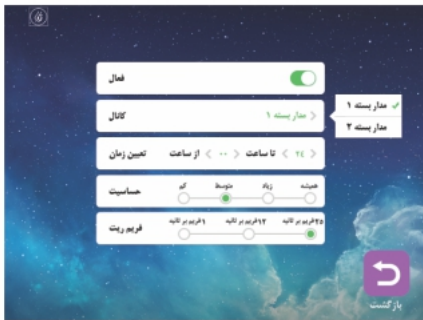 فعال
کانال
مدار بسته ۱
مدار بسته ۱
مدار بسته ۲
تعیین زمان
از ساعت ۰۰ تا ساعت ۲۴
حساسیت
کم متوسط زیاد همیشه
فریم ریت
۱ فریم بر ثانیه ۱۲ فریم بر ثانیه ۲۵ فریم بر ثانیه
بازگشت